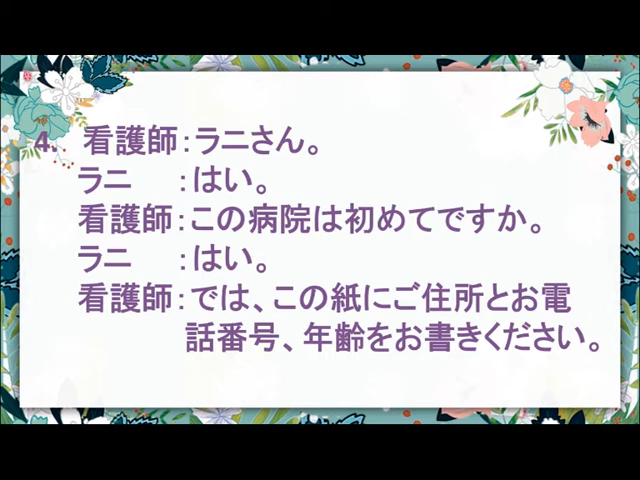 4. 看護師:ラニさん。
ラニ :はい。
看護師:この病院は初めてですか。
ラニ :はい。
看護師:では、この紙にご住所とお電
話番号、年齢をお書きください。